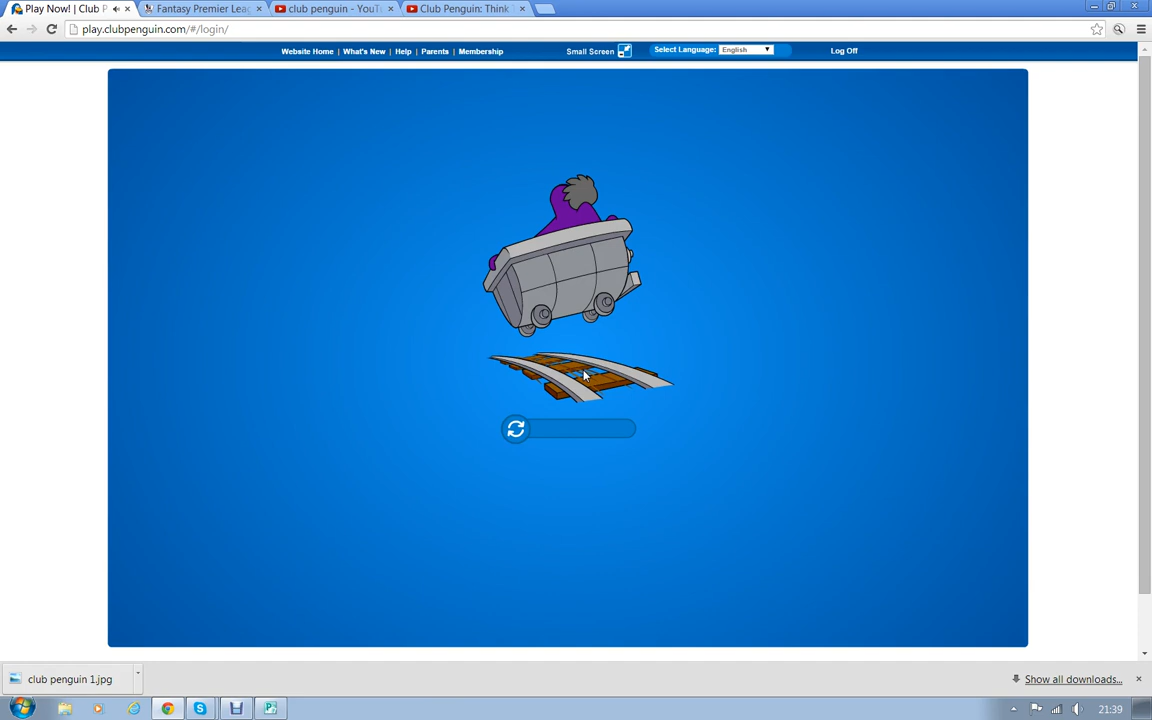 Play Now! | Club P
Fantasy Premier Leag
club penguin - YouTu
Club Penguin: Think T
play.clubpenguin.com/#/login/
Website Home | What's New | Help | Parents | Membership
Small Screen
Select Language: English
Log Off
club penguin 1.jpg
Show all downloads...
21:39